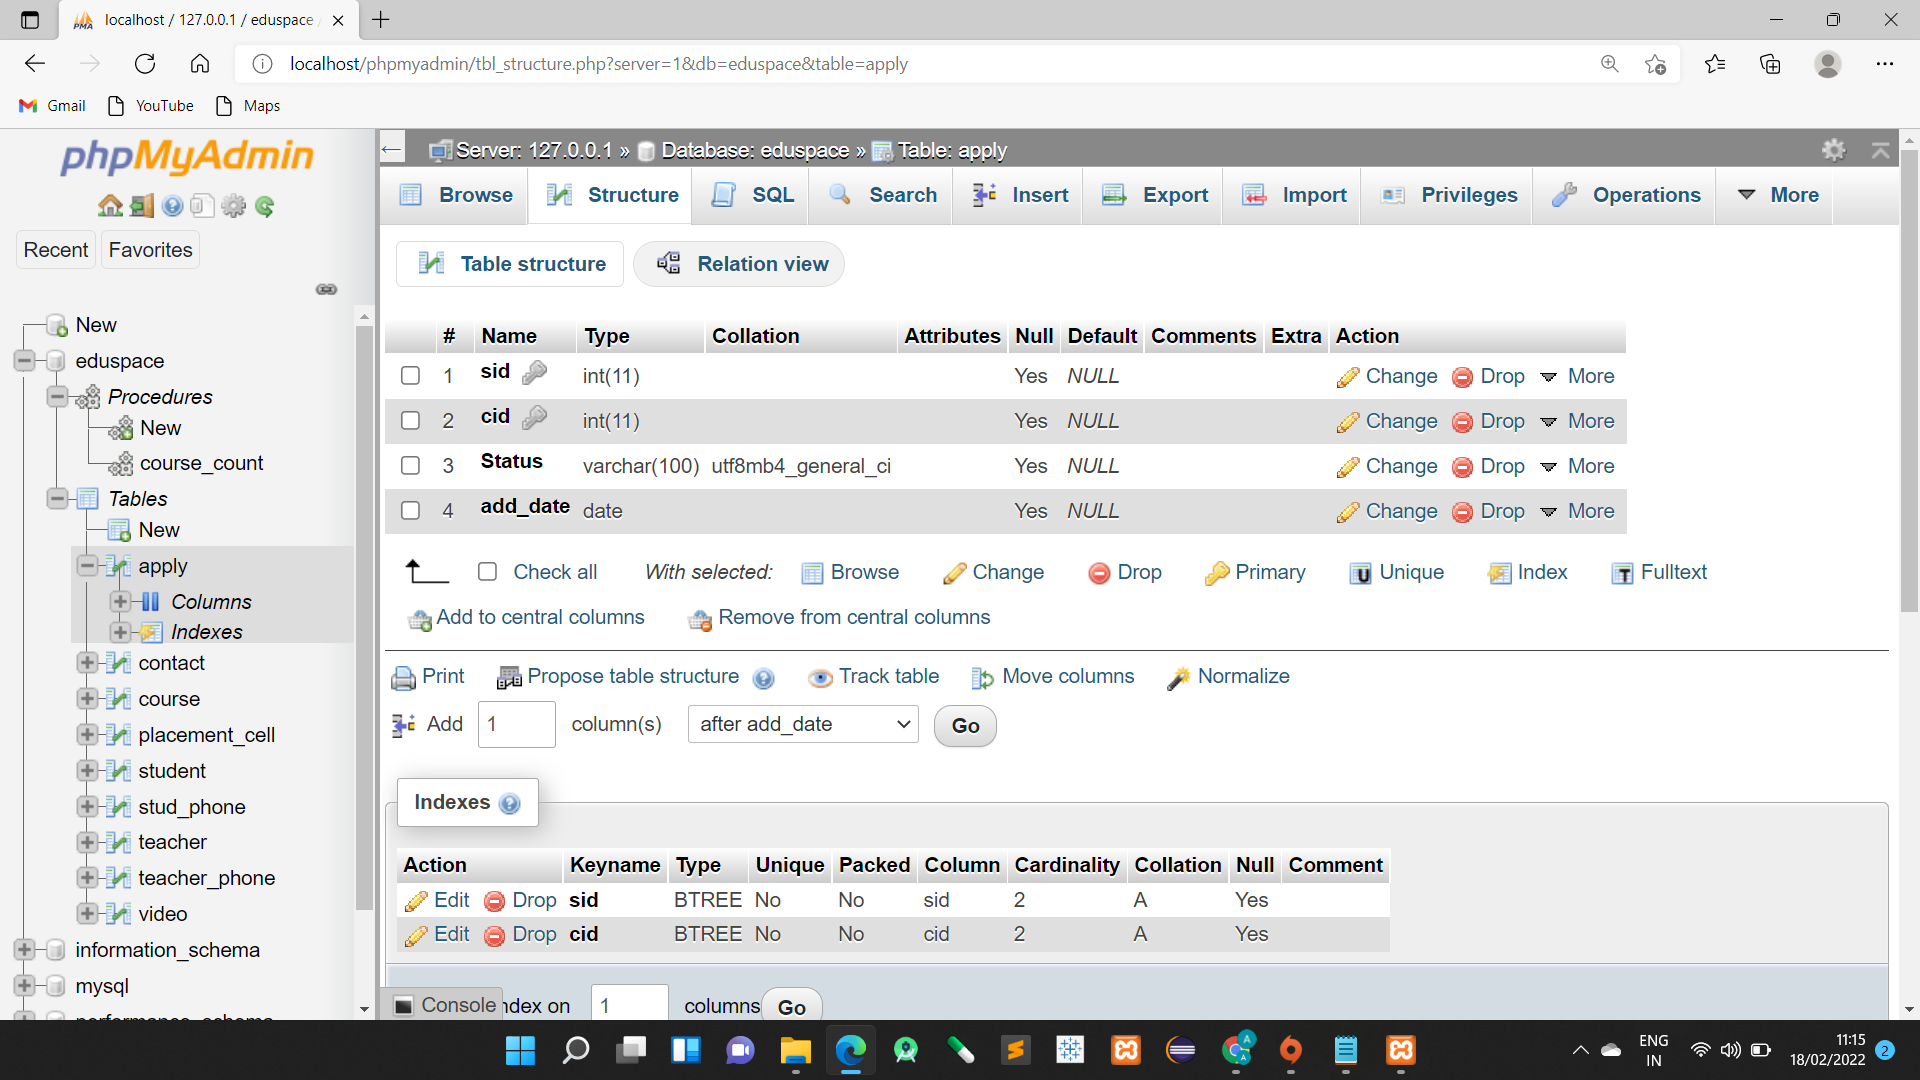 localhost / 127.0.0.1 / eduspace
localhost/phpmyadmin/tbl_structure.php?server=1&db=eduspace&table=apply
Gmail YouTube Maps
phpMyAdmin
Recent Favorites
New
eduspace
Procedures
New
course_count
Tables
New
apply
Columns
Indexes
contact
course
placement_cell
student
stud_phone
teacher
teacher_phone
video
information_schema
mysql
performance_schema
Server: 127.0.0.1 » Database: eduspace » Table: apply
Browse Structure SQL Search Insert Export Import Privileges Operations More
Table structure Relation view
# Name Type Collation Attributes Null Default Comments Extra Action
1 sid int(11) Yes NULL Change Drop More
2 cid int(11) Yes NULL Change Drop More
3 Status varchar(100) utf8mb4_general_ci Yes NULL Change Drop More
4 add_date date Yes NULL Change Drop More
Check all With selected: Browse Change Drop Primary Unique Index Fulltext
Add to central columns Remove from central columns
Print Propose table structure Track table Move columns Normalize
Add 1 column(s) after add_date Go
Indexes
Action Keyname Type Unique Packed Column Cardinality Collation Null Comment
Edit Drop sid BTREE No No sid 2 A Yes
Edit Drop cid BTREE No No cid 2 A Yes
Console ndex on 1 columns Go
ENG
IN
11:15
18/02/2022
2